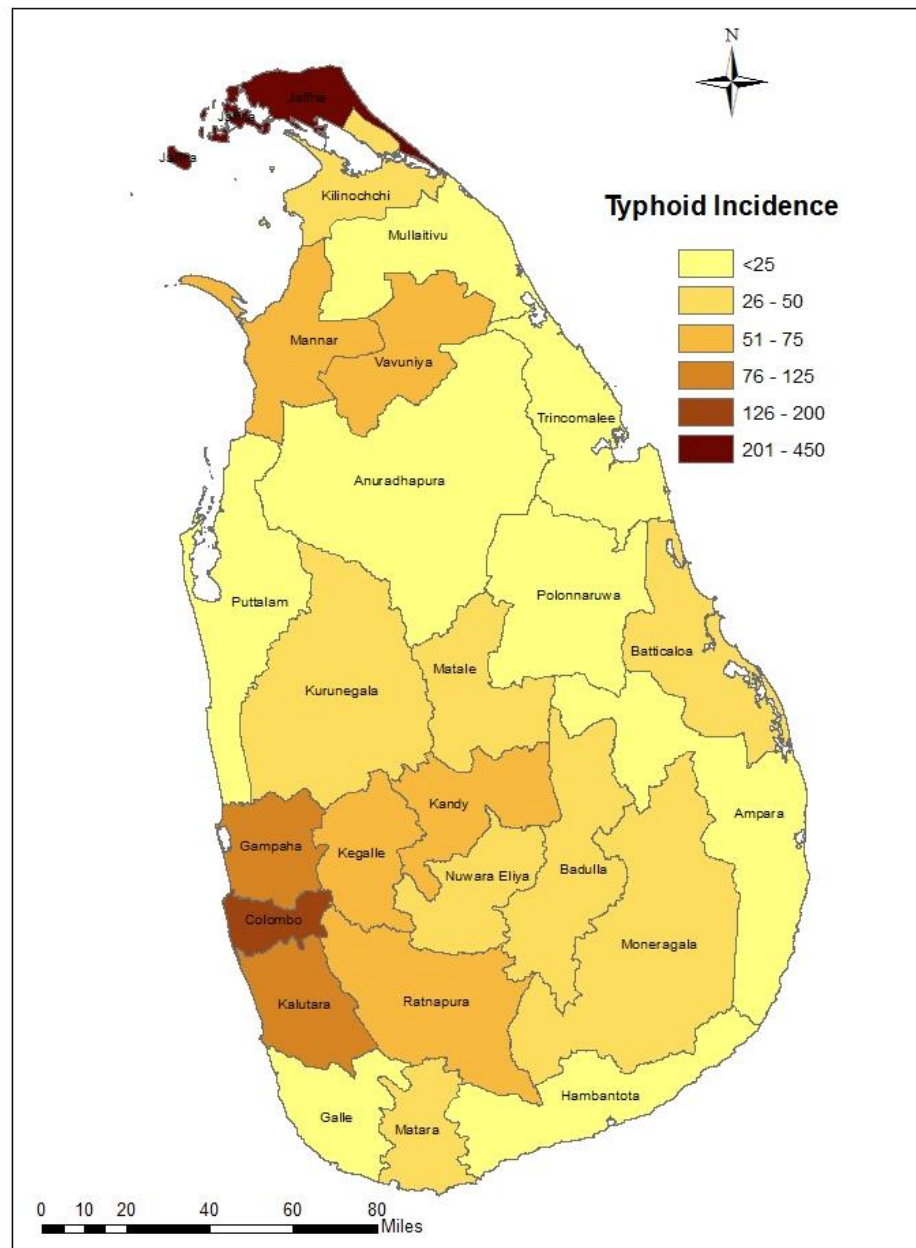 N
Jaffna
Jaffna
Jaffna
Kilinochchi
Typhoid Incidence
Mullaitivu
<25
26 - 50
51 - 75
76 - 125
126 - 200
201 - 450
Mannar
Vavuniya
Trincomalee
Anuradhapura
Puttalam
Polonnaruwa
Batticaloa
Matale
Kurunegala
Kandy
Ampara
Gampaha
Kegalle
Nuwara Eliya
Badulla
Colombo
Moneragala
Kalutara
Ratnapura
Hambantota
Galle
Matara
0 10 20 40 60 80
Miles